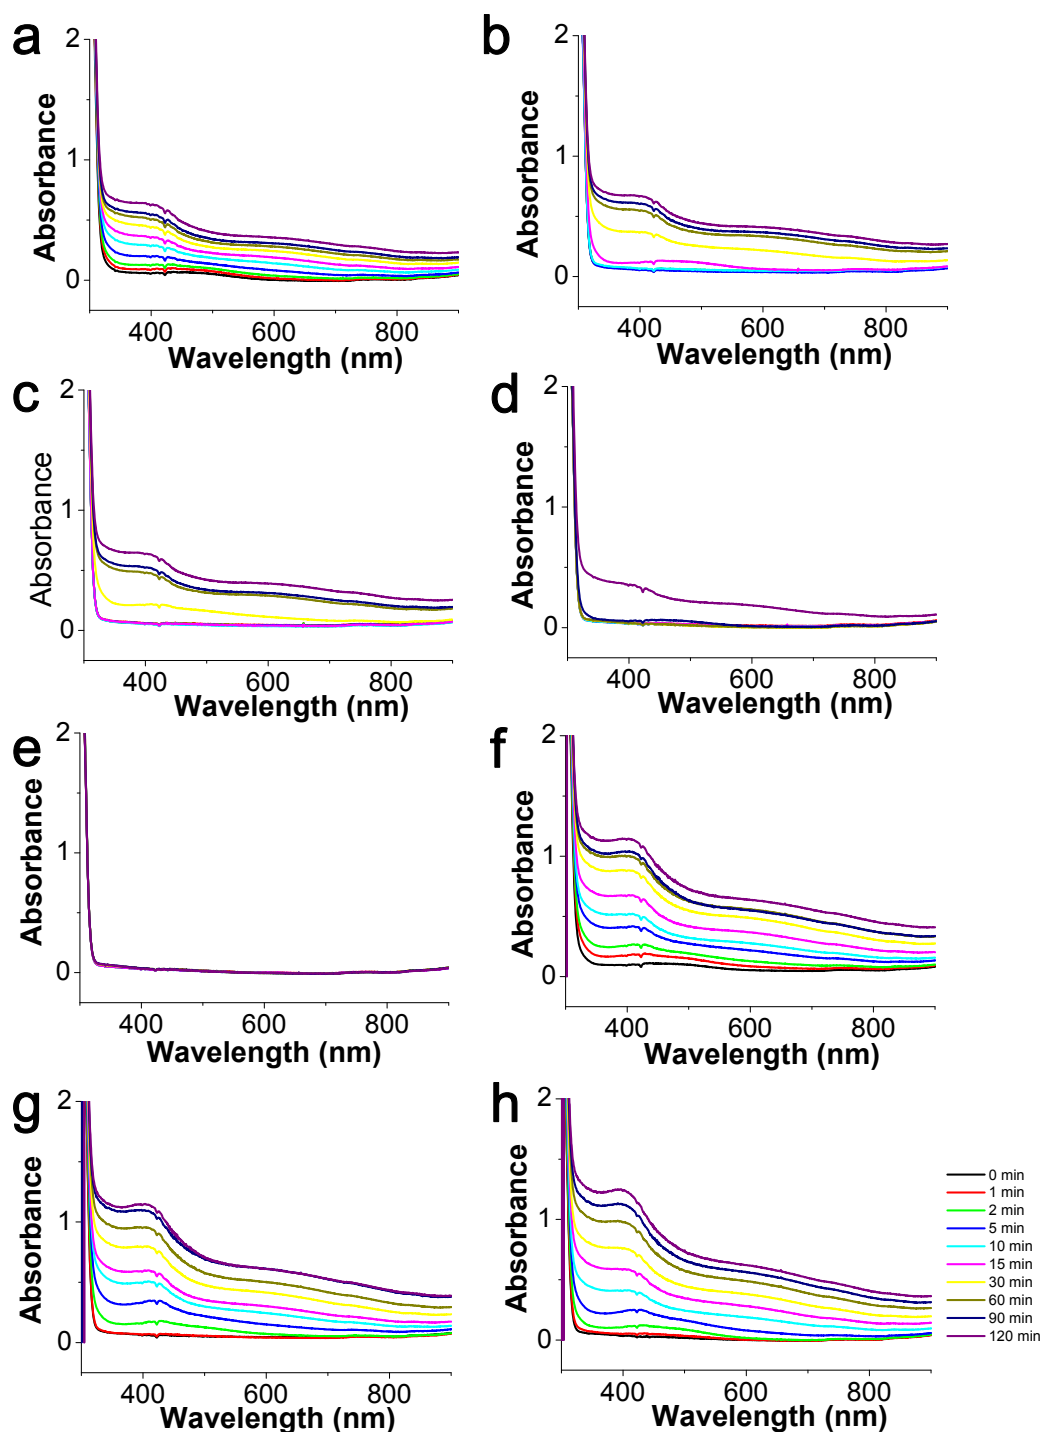 a
2
1
0
Absorbance
400 600 800
Wavelength (nm)
b
2
1
0
Absorbance
400 600 800
Wavelength (nm)
c
2
1
0
Absorbance
400 600 800
Wavelength (nm)
d
2
1
0
Absorbance
400 600 800
Wavelength (nm)
e
2
1
0
Absorbance
400 600 800
Wavelength (nm)
f
2
1
0
Absorbance
400 600 800
Wavelength (nm)
g
2
1
0
Absorbance
400 600 800
Wavelength (nm)
h
2
1
0
Absorbance
400 600 800
Wavelength (nm)
0 min
1 min
2 min
5 min
10 min
15 min
30 min
60 min
90 min
120 min